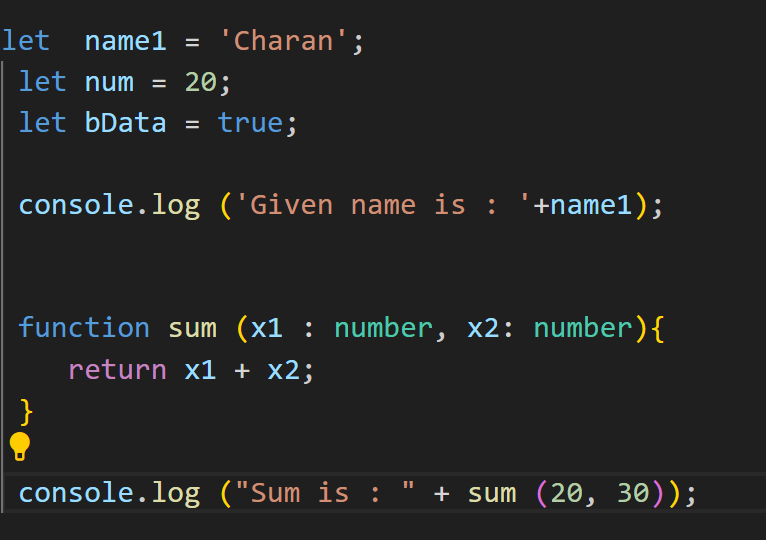 let  name1 = 'Charan';
let num = 20;
let bData = true;
console.log ('Given name is : '+name1);
function sum (x1 : number, x2: number){
return x1 + x2;
}
console.log ("Sum is : " + sum (20, 30));